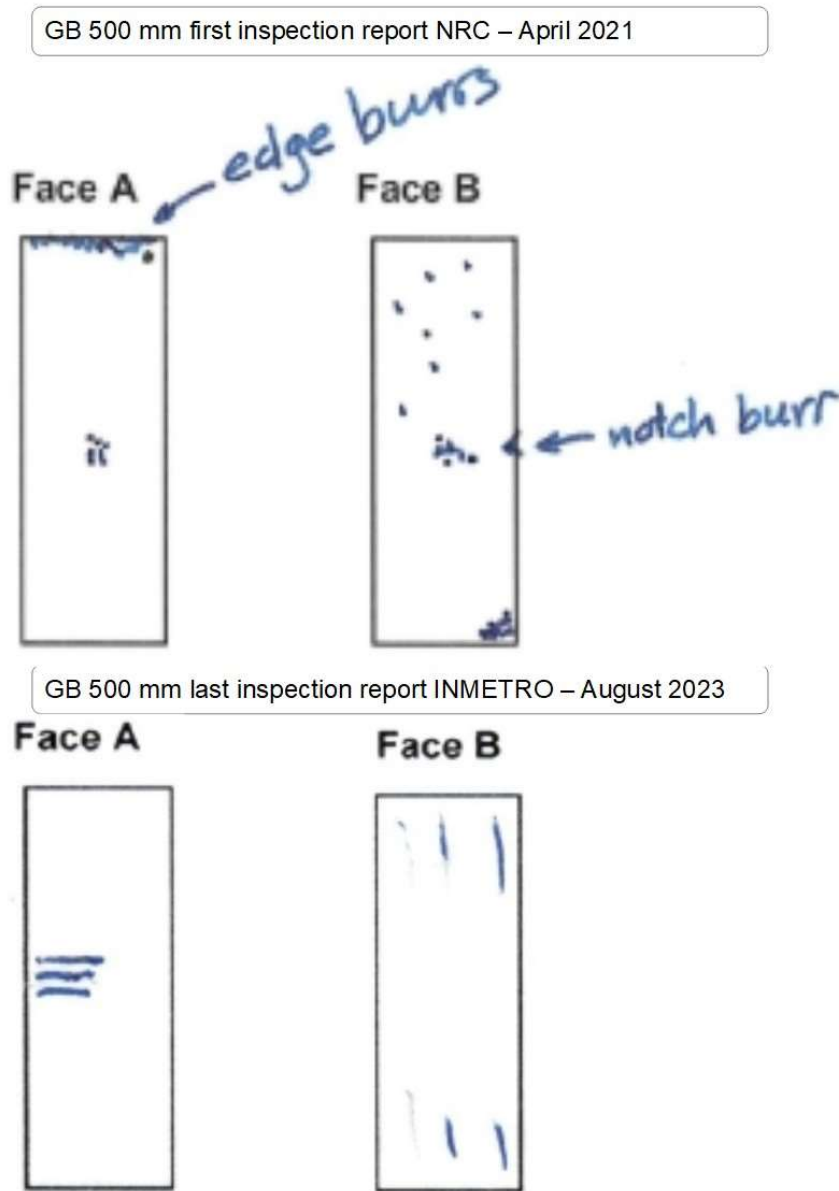 GB 500 mm first inspection report NRC – April 2021
edge burrs
Face A
Face B
notch burr
GB 500 mm last inspection report INMETRO – August 2023
Face A
Face B